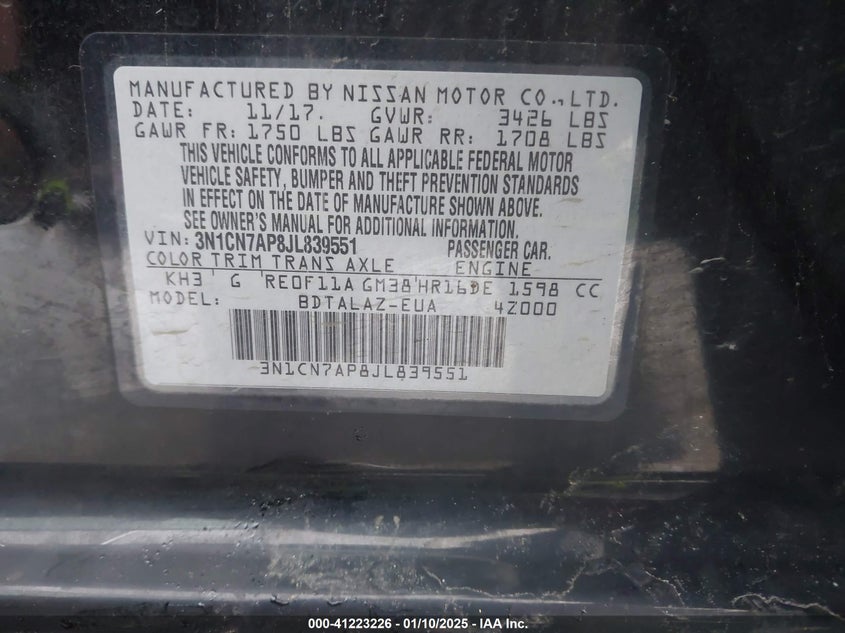 MANUFACTURED BY NISSAN MOTOR CO.,LTD.
DATE: 11/17. GVWR: 3426 LBS
GAWR FR: 1750 LBS GAWR RR: 1708 LBS
THIS VEHICLE CONFORMS TO ALL APPLICABLE FEDERAL MOTOR
VEHICLE SAFETY, BUMPER AND THEFT PREVENTION STANDARDS
IN EFFECT ON THE DATE OF MANUFACTURE SHOWN ABOVE.
SEE OWNER'S MANUAL FOR ADDITIONAL INFORMATION.
VIN: 3N1CN7AP8JL839551 PASSENGER CAR.
COLOR TRIM TRANS AXLE ENGINE
KH3 G RE0F11A GM38 HR16DE 1598 CC
MODEL: BDTALAZ-EUA 4Z000
3N1CN7AP8JL839551
000-41223226 - 01/10/2025 - IAA Inc.